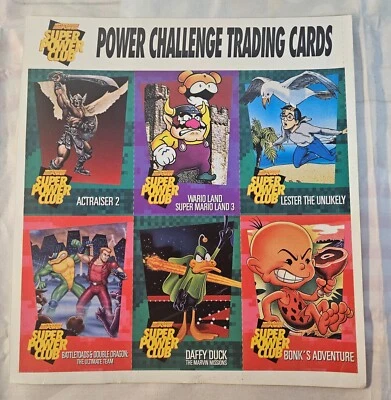 SUPER
POWER
CLUB
POWER CHALLENGE TRADING CARDS
SUPER
POWER
CLUB
ACTRAISER 2
SUPER
POWER
CLUB
WARIO LAND
SUPER MARIO LAND 3
SUPER
POWER
CLUB
LESTER THE UNLIKELY
SUPER
POWER
CLUB
BATTLETOADS & DOUBLE DRAGON:
THE ULTIMATE TEAM
SUPER
POWER
CLUB
DAFFY DUCK
THE MARVIN MISSIONS
SUPER
POWER
CLUB
BONK'S ADVENTURE